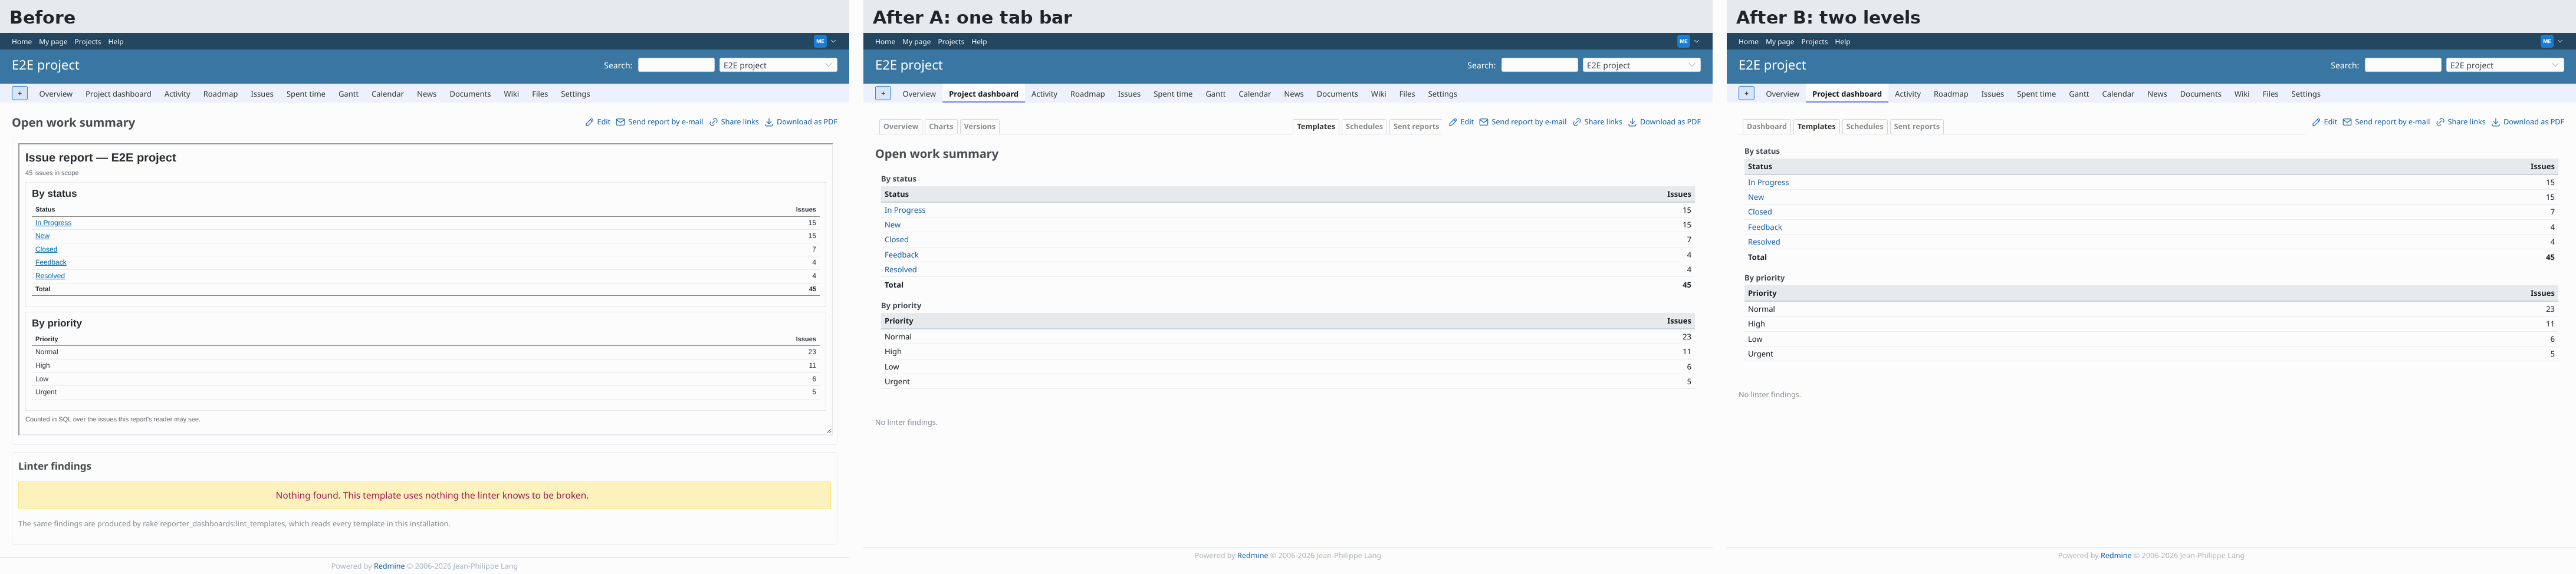 Before
Home My page Projects Help ME
E2E project Search: E2E project
+ Overview Project dashboard Activity Roadmap Issues Spent time Gantt Calendar News Documents Wiki Files Settings
Open work summary Edit Send report by e-mail Share links Download as PDF
Issue report — E2E project
45 issues in scope
By status
Status Issues
In Progress 15
New 15
Closed 7
Feedback 4
Resolved 4
Total 45
By priority
Priority Issues
Normal 23
High 11
Low 6
Urgent 5
Counted in SQL over the issues this report's reader may see.
Linter findings
Nothing found. This template uses nothing the linter knows to be broken.
The same findings are produced by rake reporter_dashboards:lint_templates, which reads every template in this installation.
Powered by Redmine © 2006-2026 Jean-Philippe Lang
After A: one tab bar
Home My page Projects Help ME
E2E project Search: E2E project
+ Overview Project dashboard Activity Roadmap Issues Spent time Gantt Calendar News Documents Wiki Files Settings
Overview Charts Versions Templates Schedules Sent reports Edit Send report by e-mail Share links Download as PDF
Open work summary
By status
Status Issues
In Progress 15
New 15
Closed 7
Feedback 4
Resolved 4
Total 45
By priority
Priority Issues
Normal 23
High 11
Low 6
Urgent 5
No linter findings.
Powered by Redmine © 2006-2026 Jean-Philippe Lang
After B: two levels
Home My page Projects Help ME
E2E project Search: E2E project
+ Overview Project dashboard Activity Roadmap Issues Spent time Gantt Calendar News Documents Wiki Files Settings
Dashboard Templates Schedules Sent reports Edit Send report by e-mail Share links Download as PDF
By status
Status Issues
In Progress 15
New 15
Closed 7
Feedback 4
Resolved 4
Total 45
By priority
Priority Issues
Normal 23
High 11
Low 6
Urgent 5
No linter findings.
Powered by Redmine © 2006-2026 Jean-Philippe Lang